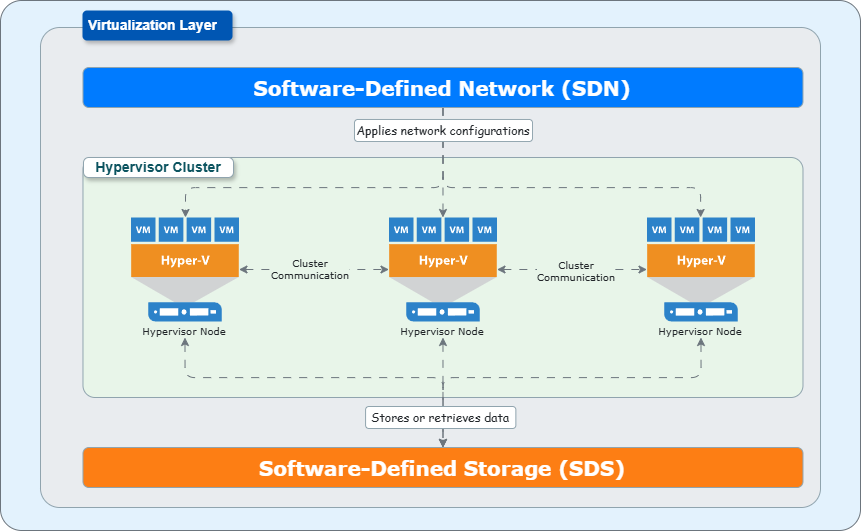 Virtualization Layer
Software-Defined Network (SDN)
Applies network configurations
Hypervisor Cluster
VM VM VM VM
VM VM VM VM
VM VM VM VM
Hyper-V
Hyper-V
Hyper-V
Cluster
Communication
Cluster
Communication
Hypervisor Node
Hypervisor Node
Hypervisor Node
Stores or retrieves data
Software-Defined Storage (SDS)